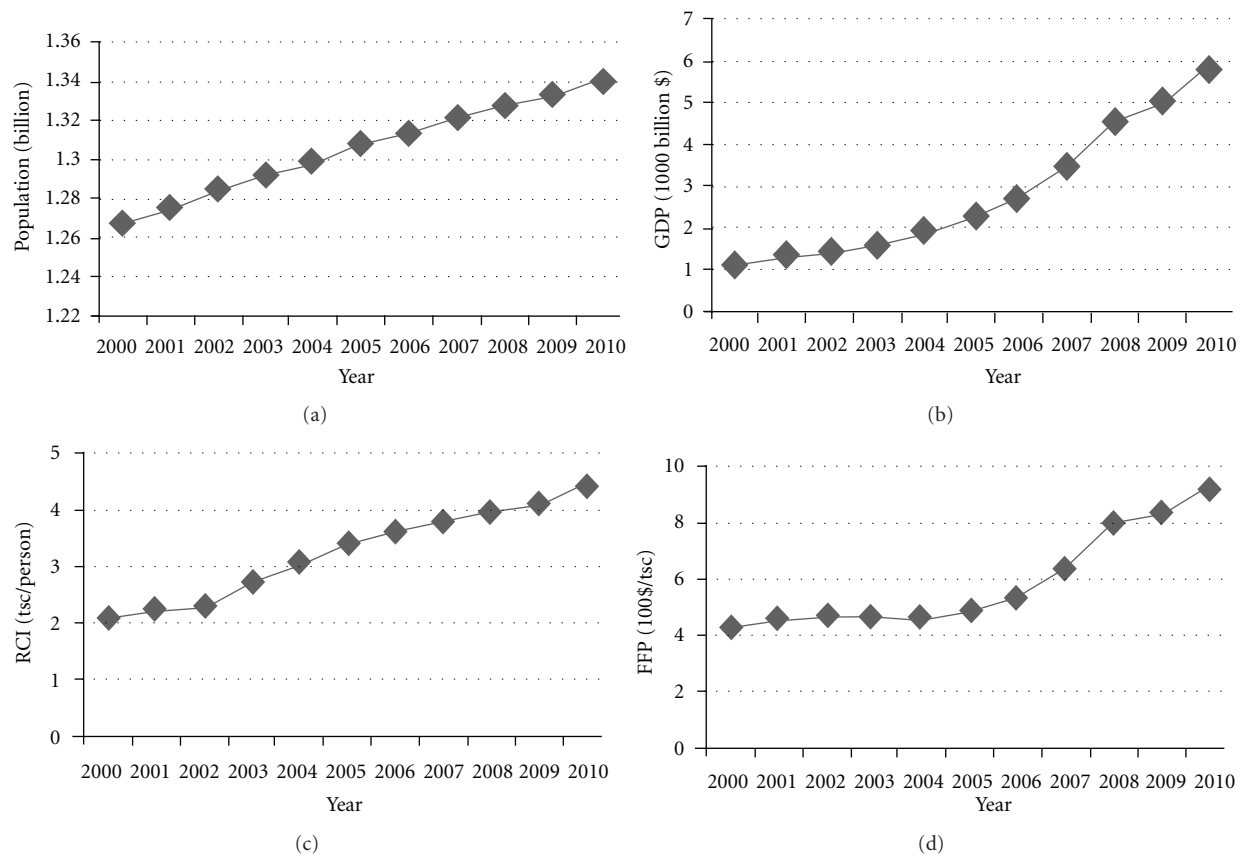 1.36
1.34
1.32
1.3
1.28
1.26
1.24
1.22
Population (billion)
2000 2001 2002 2003 2004 2005 2006 2007 2008 2009 2010
Year
(a)
7
6
5
4
3
2
1
0
GDP (1000 billion $)
2000 2001 2002 2003 2004 2005 2006 2007 2008 2009 2010
Year
(b)
5
4
3
2
1
0
RCI (tsc/person)
2000 2001 2002 2003 2004 2005 2006 2007 2008 2009 2010
Year
(c)
10
8
6
4
2
0
FFP (100$/tsc)
2000 2001 2002 2003 2004 2005 2006 2007 2008 2009 2010
Year
(d)